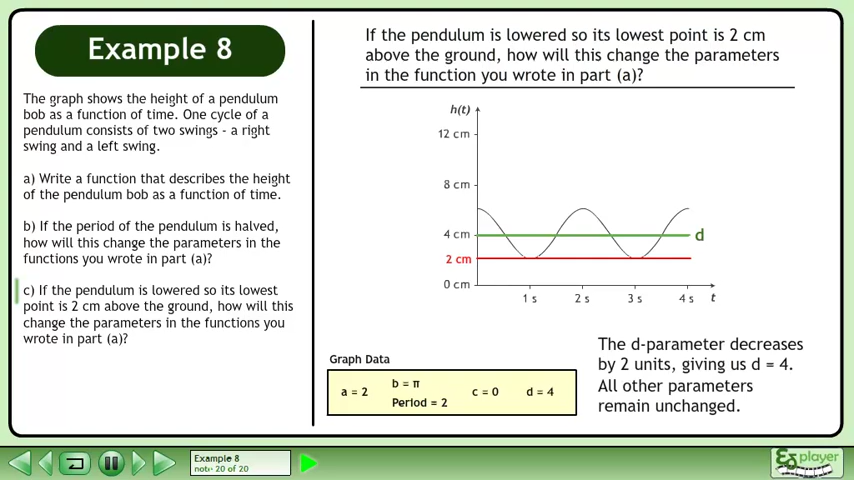 Example 8
The graph shows the height of a pendulum
bob as a function of time. One cycle of a
pendulum consists of two swings - a right
swing and a left swing.
a) Write a function that describes the height
of the pendulum bob as a function of time.
b) If the period of the pendulum is halved,
how will this change the parameters in the
functions you wrote in part (a)?
c) If the pendulum is lowered so its lowest
point is 2 cm above the ground, how will this
change the parameters in the functions you
wrote in part (a)?
If the pendulum is lowered so its lowest point is 2 cm
above the ground, how will this change the parameters
in the function you wrote in part (a)?
h(t)
12 cm
8 cm
4 cm
d
2 cm
0 cm
1 s 2 s 3 s 4 s t
The d-parameter decreases
by 2 units, giving us d = 4.
All other parameters
remain unchanged.
Graph Data
a = 2 b = π c = 0 d = 4
Period = 2
Example 8
note 20 of 20
player